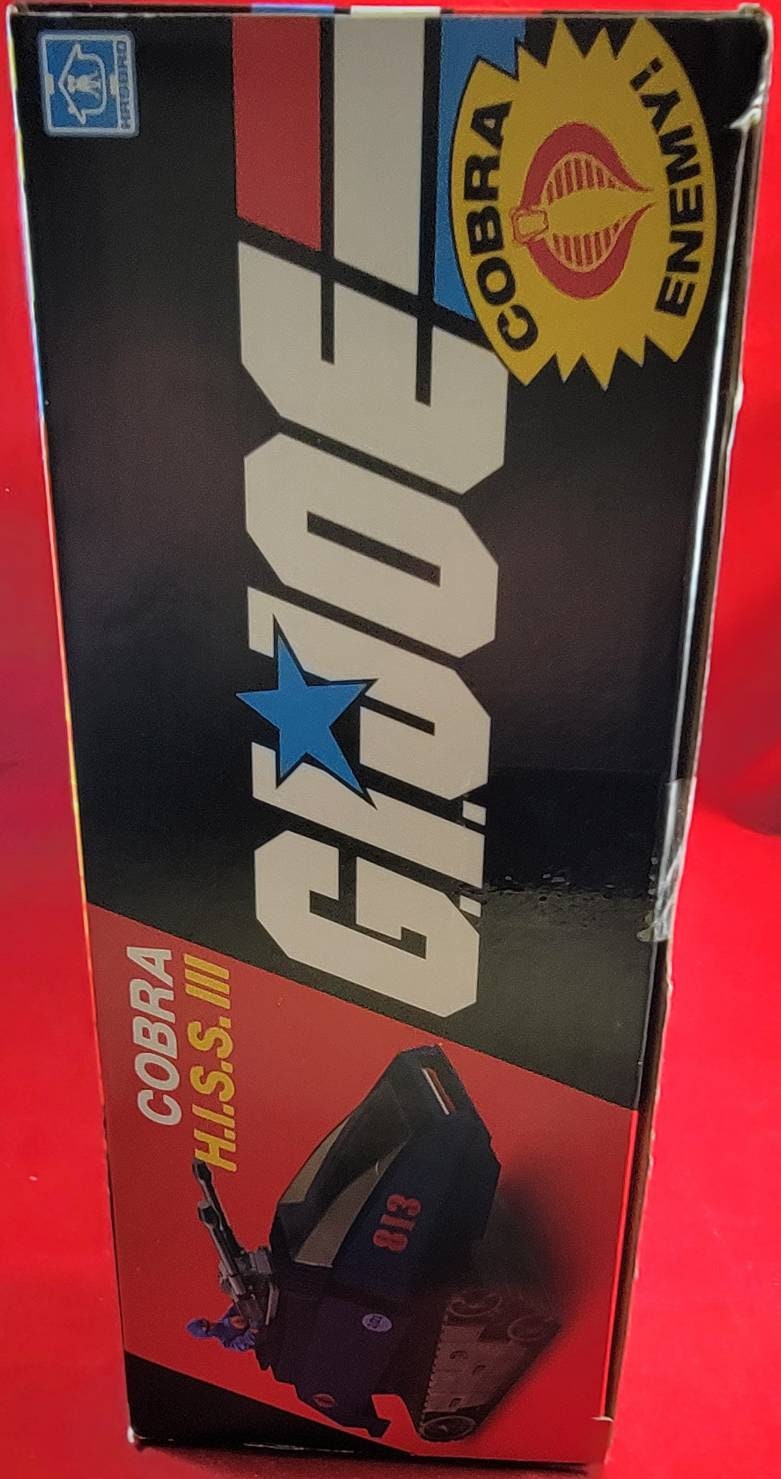 HASBRO
G.I. JOE
COBRA
ENEMY!
COBRA
H.I.S.S. III
813